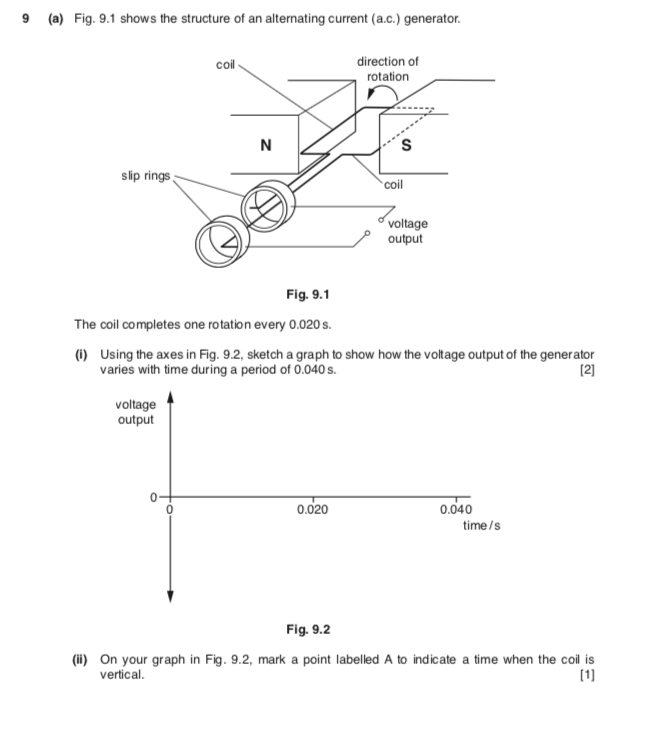 9 (a) Fig. 9.1 shows the structure of an alternating current (a.c.) generator.
coil
direction of
rotation
N
S
slip rings
coil
voltage
output
Fig. 9.1
The coil completes one rotation every 0.020 s.
(i) Using the axes in Fig. 9.2, sketch a graph to show how the voltage output of the generator
varies with time during a period of 0.040 s. [2]
voltage
output
0
0
0.020
0.040
time / s
Fig. 9.2
(ii) On your graph in Fig. 9.2, mark a point labelled A to indicate a time when the coil is
vertical. [1]